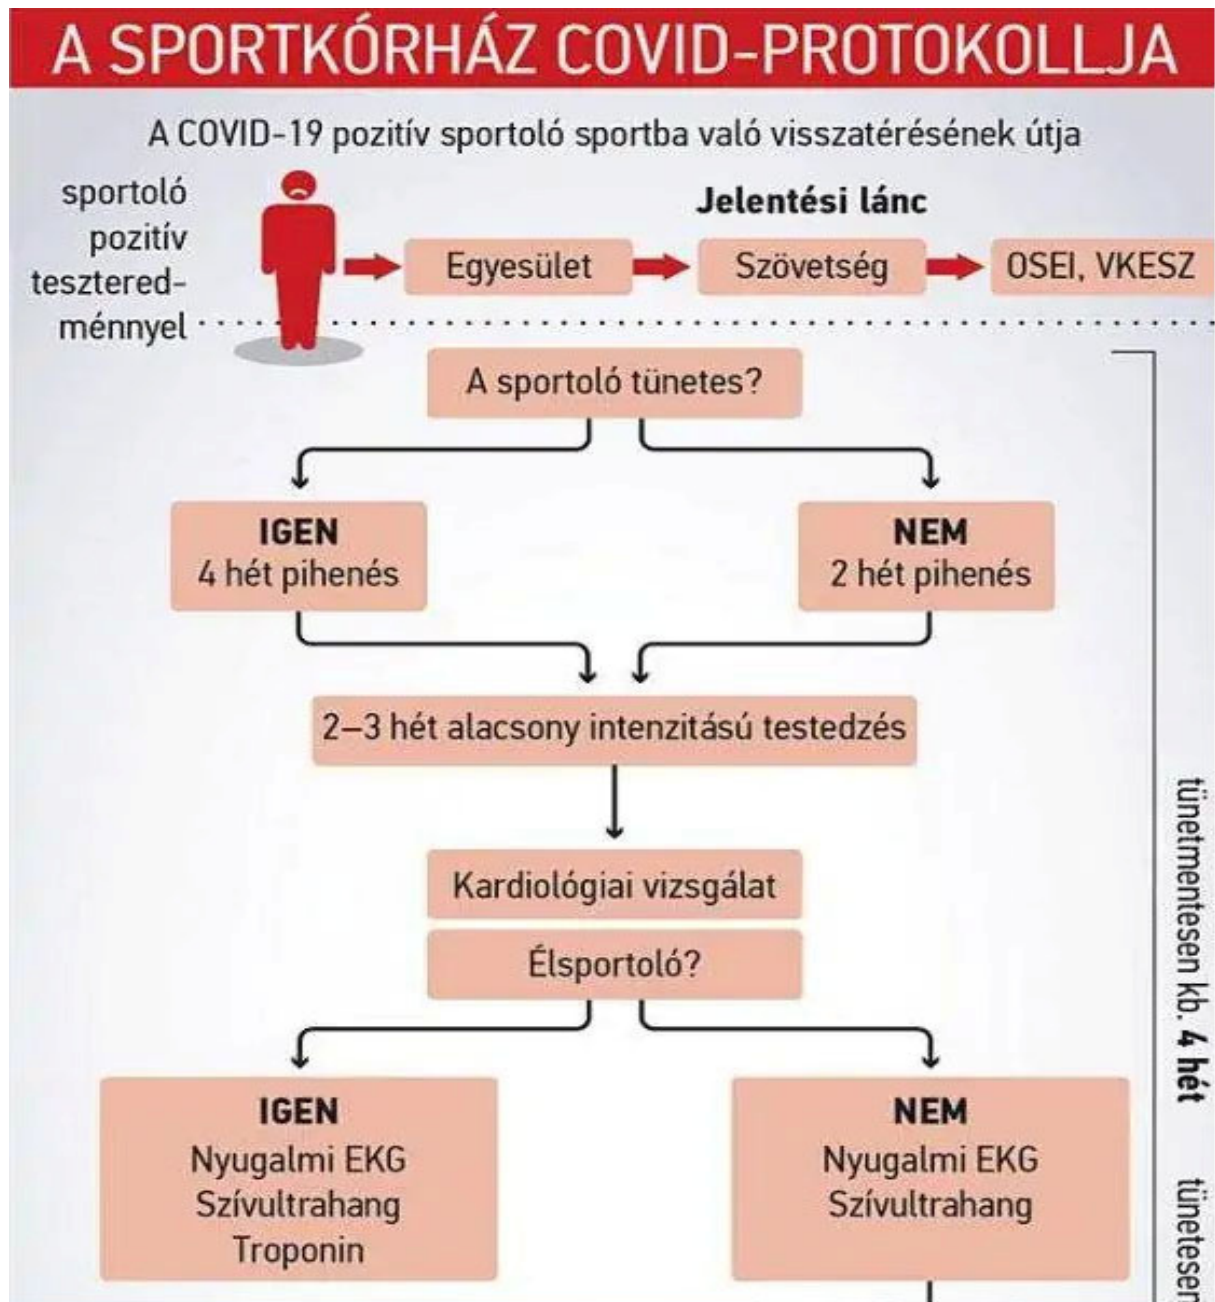 A SPORTKÓRHÁZ COVID-PROTOKOLLJA
A COVID-19 pozitív sportoló sportba való visszatérésének útja
sportoló
pozitív
teszтered-
ménnyel
Jelentési lánc
Egyesület
Szövetség
OSEI, VKESZ
A sportoló tünetes?
IGEN
4 hét pihenés
NEM
2 hét pihenés
2–3 hét alacsony intenzitású testedzés
Kardiológiai vizsgálat
Élsportoló?
IGEN
Nyugalmi EKG
Szívultrahang
Troponin
NEM
Nyugalmi EKG
Szívultrahang
tünetmentesen kb. 4 hét
tünetesen